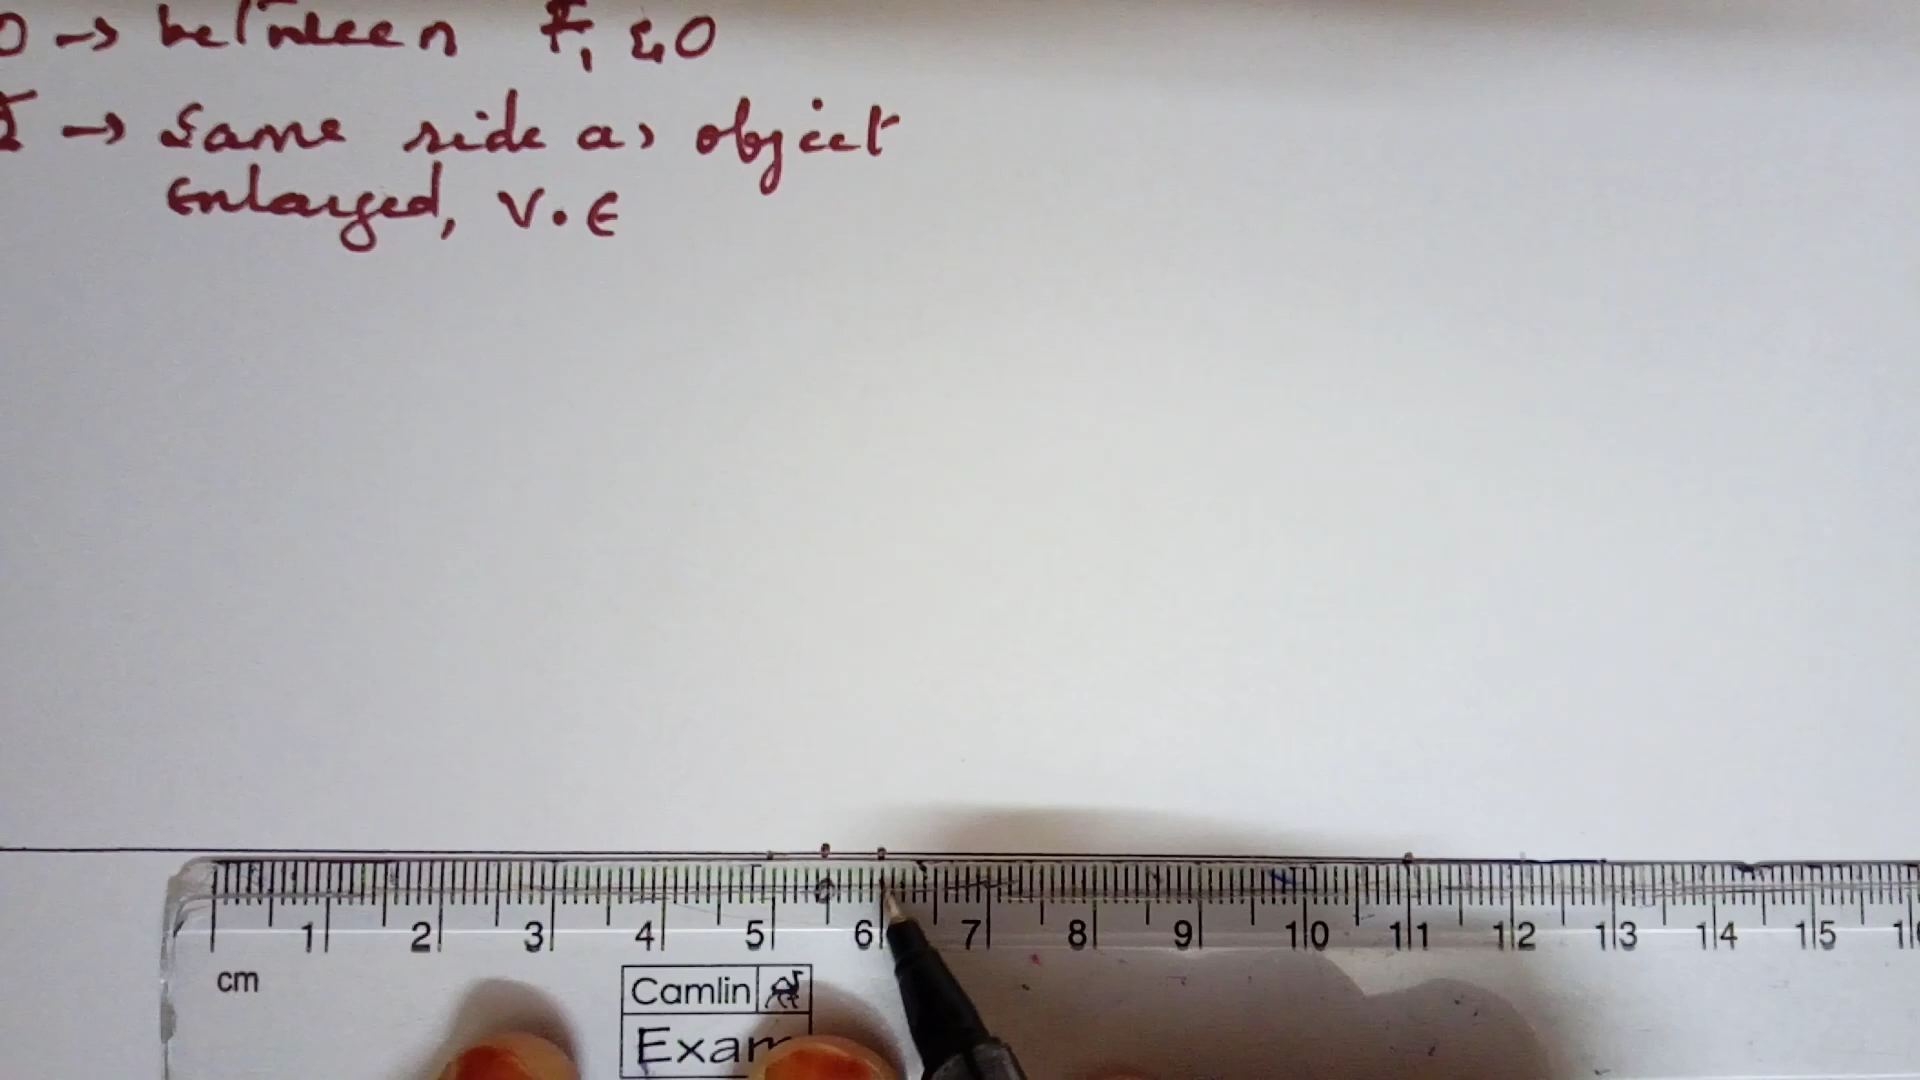 O → between F₁ & O
I → Same side as object
Enlarged, V.E
1 2 3 4 5 6 7 8 9 10 11 12 13 14 15
cm
Camlin
Exam